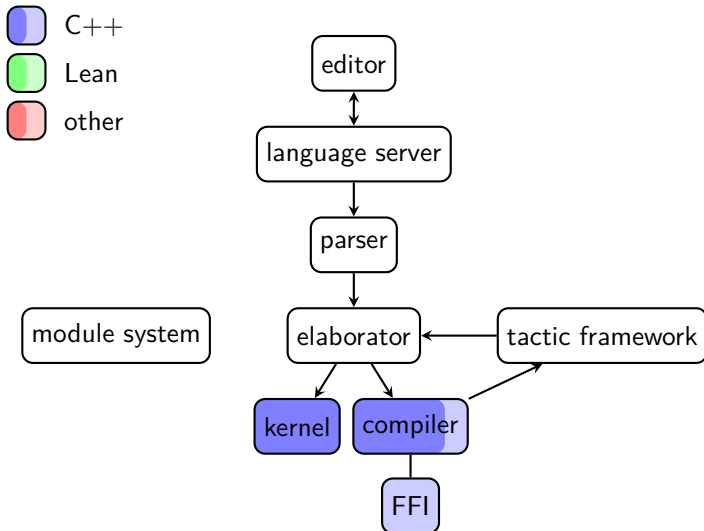 C++
Lean
other
editor
language server
parser
module system
elaborator
tactic framework
kernel
compiler
FFI